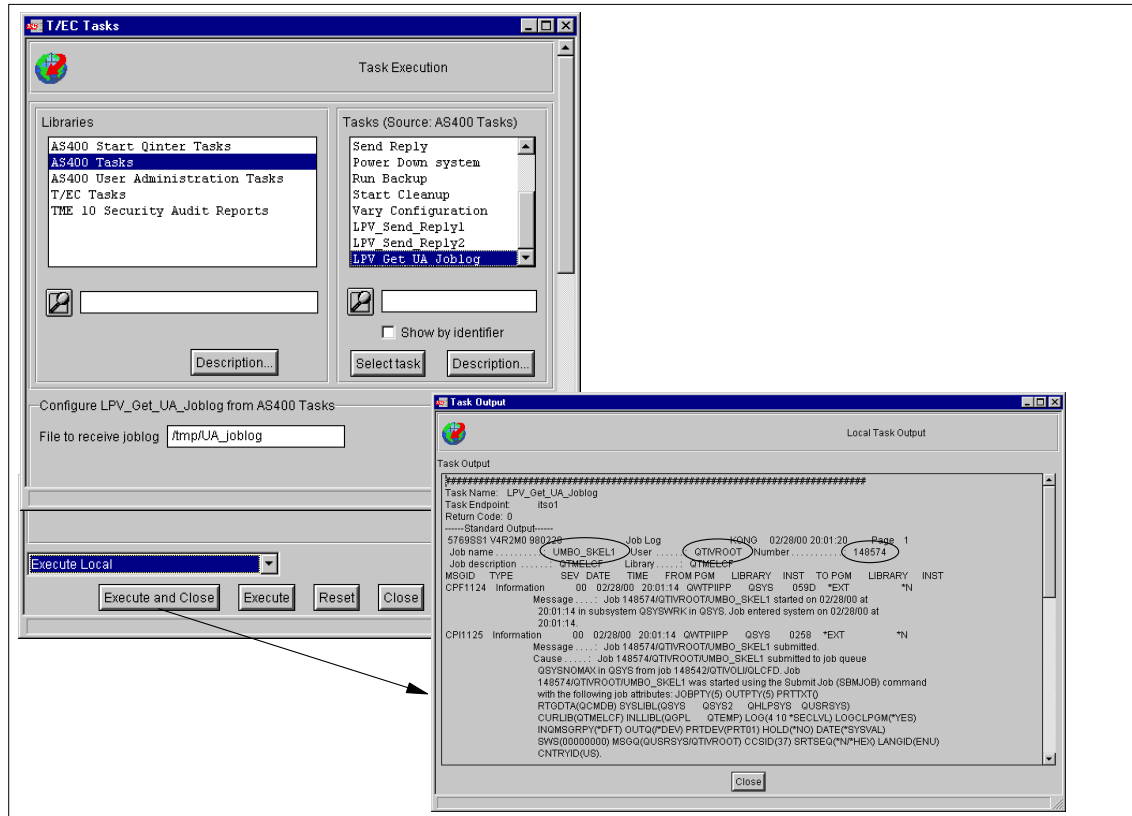 T/EC Tasks
Task Execution
Libraries
AS400 Start Qinter Tasks
AS400 Tasks
AS400 User Administration Tasks
T/EC Tasks
TME 10 Security Audit Reports
Description...
Tasks (Source: AS400 Tasks)
Send Reply
Power Down system
Run Backup
Start Cleanup
Vary Configuration
LPV_Send_Reply1
LPV_Send_Reply2
LPV_Get_UA_Joblog
Show by identifier
Select task
Description...
Configure LPV_Get_UA_Joblog from AS400 Tasks
File to receive joblog /tmp/UA_joblog
Execute Local
Execute and Close Execute Reset Close
Task Output
Local Task Output
Task Output
################################################################################
Task Name: LPV_Get_UA_Joblog
Task Endpoint: itso1
Return Code: 0
------Standard Output------
5769SS1 V4R2M0 980228 Job Log KONG 02/28/00 20:01:20 Page 1
Job name . . . . . . . . . : UMBO_SKEL1 User . . . . . . : QTIVROOT Number . . . . . . . . . . . : 148574
Job description . . . . . . : QTMELCF Library . . . . . : QTMELCF
MSGID TYPE SEV DATE TIME FROM PGM LIBRARY INST TO PGM LIBRARY INST
CPF1124 Information 00 02/28/00 20:01:14 QWTPIIPP QSYS 059D *EXT *N
Message . . . . : Job 148574/QTIVROOT/UMBO_SKEL1 started on 02/28/00 at
20:01:14 in subsystem QSYSWRK in QSYS. Job entered system on 02/28/00 at
20:01:14.
CPI1125 Information 00 02/28/00 20:01:14 QWTPIIPP QSYS 0258 *EXT *N
Message . . . . : Job 148574/QTIVROOT/UMBO_SKEL1 submitted.
Cause . . . . . : Job 148574/QTIVROOT/UMBO_SKEL1 submitted to job queue
QSYSNOMAX in QSYS from job 148542/QTIVOLI/QLCFD. Job
148574/QTIVROOT/UMBO_SKEL1 was started using the Submit Job (SBMJOB) command
with the following job attributes: JOBPTY(5) OUTPTY(5) PRTTXT()
RTGDTA(QCMDB) SYSLIBL(QSYS QSYS2 QHLPSYS QUSRSYS)
CURLIB(QTMELCF) INLLIBL(QGPL QTEMP) LOG(4 10 *SECLVL) LOGCLPGM(*YES)
INQMSGRPY(*DFT) OUTQ(/*DEV) PRTDEV(PRT01) HOLD(*NO) DATE(*SYSVAL)
SWS(00000000) MSGQ(QUSRSYS/QTIVROOT) CCSID(37) SRTSEQ(*N/*HEX) LANGID(ENU)
CNTRYID(US).
Close